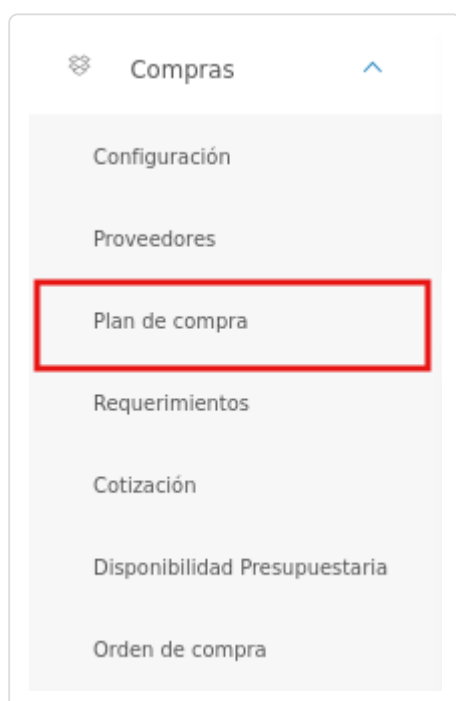 Compras
Configuración
Proveedores
Plan de compra
Requerimientos
Cotización
Disponibilidad Presupuestaria
Orden de compra